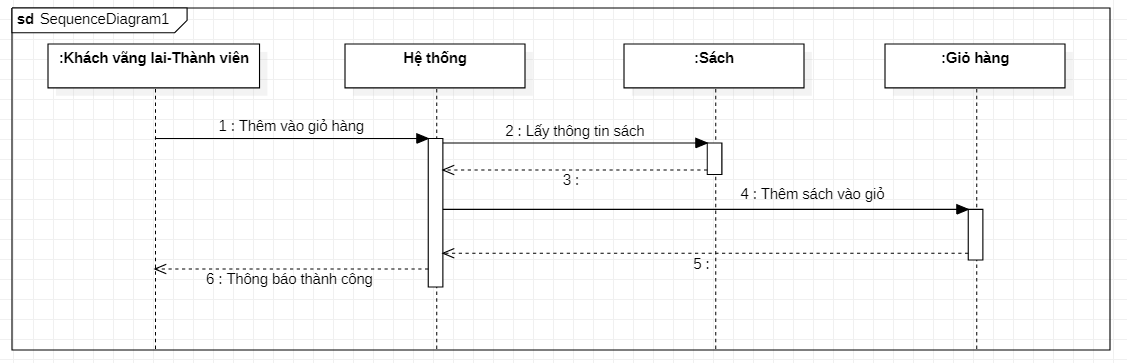 sd SequenceDiagram1
:Khách vãng lai-Thành viên
Hệ thống
:Sách
:Giỏ hàng
1 : Thêm vào giỏ hàng
2 : Lấy thông tin sách
3 :
4 : Thêm sách vào giỏ
5 :
6 : Thông báo thành công